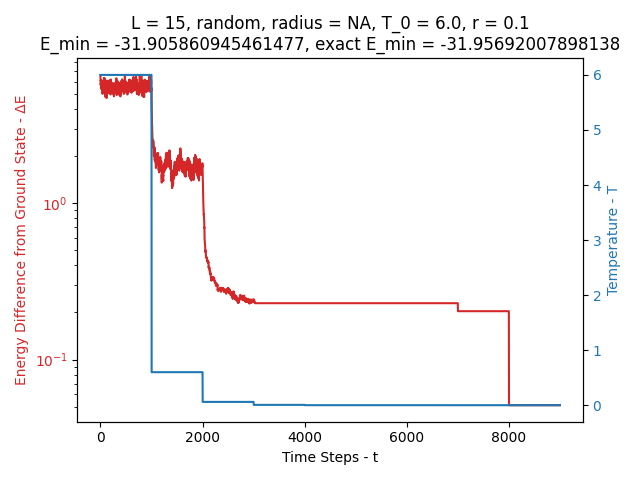 L = 15, random, radius = NA, T_0 = 6.0, r = 0.1
E_min = -31.905860945461477, exact E_min = -31.95692007898138
Energy Difference from Ground State - ΔE
10⁰
10⁻¹
6
5
4
3
2
1
0
Temperature - T
0
2000
4000
6000
8000
Time Steps - t